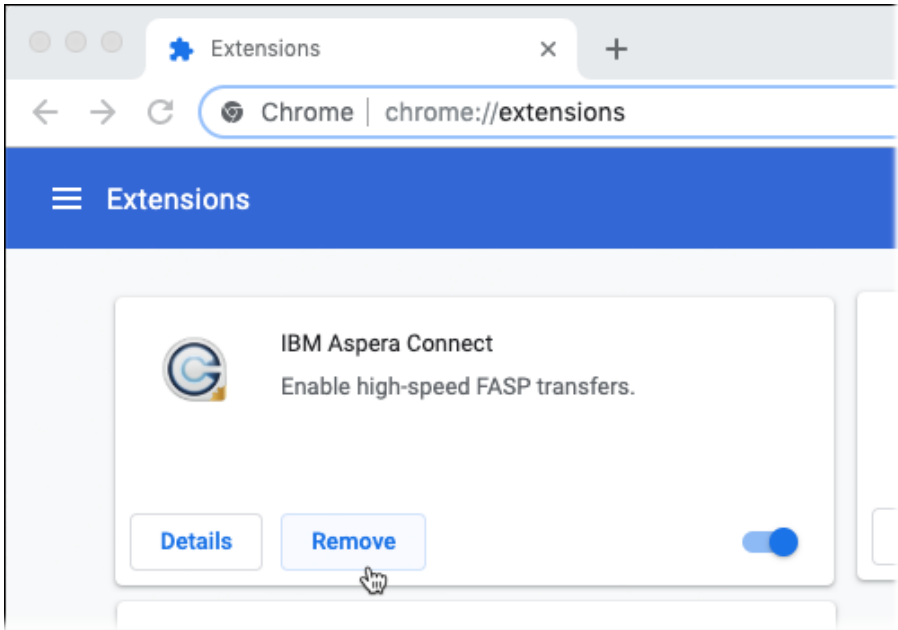 Extensions
Chrome | chrome://extensions
Extensions
IBM Aspera Connect
Enable high-speed FASP transfers.
Details
Remove